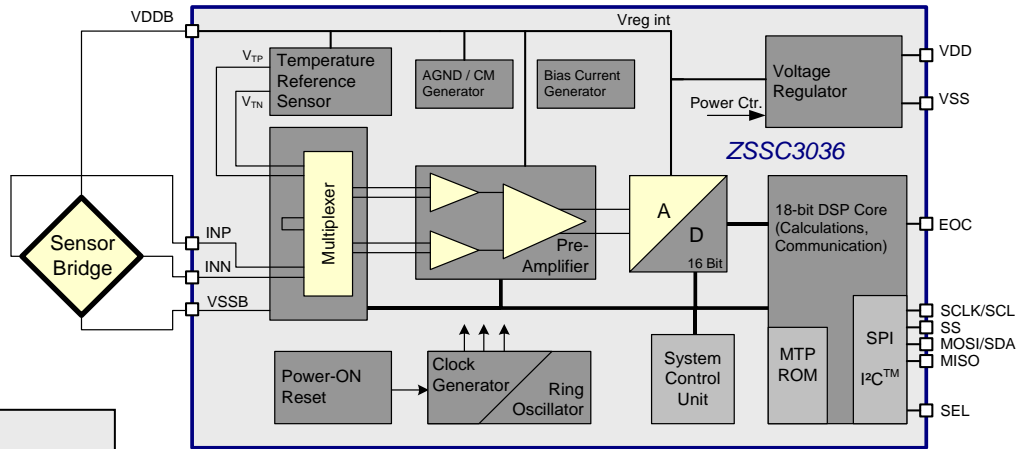 VDDB
Vreg int
VTP
VTN
Temperature
Reference
Sensor
AGND / CM
Generator
Bias Current
Generator
Voltage
Regulator
VDD
VSS
Power Ctr.
ZSSC3036
Multiplexer
Pre-
Amplifier
A
D
16 Bit
18-bit DSP Core
(Calculations,
Communication)
EOC
Sensor
Bridge
INP
INN
VSSB
Power-ON
Reset
Clock
Generator
Ring
Oscillator
System
Control
Unit
MTP
ROM
SPI
I²C™
SCLK/SCL
SS
MOSI/SDA
MISO
SEL